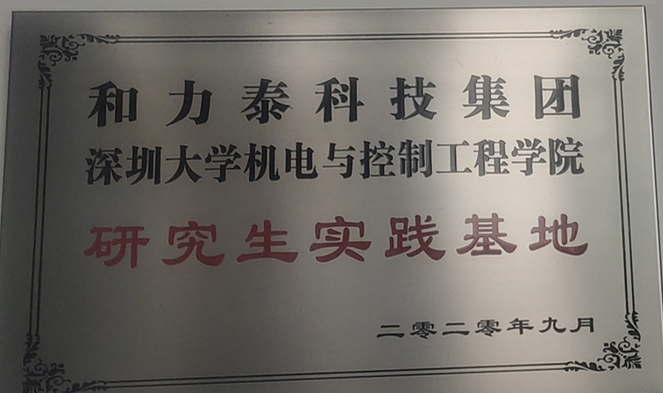 和力泰科技集团
深圳大学机电与控制工程学院
研究生实践基地
二零二零年九月